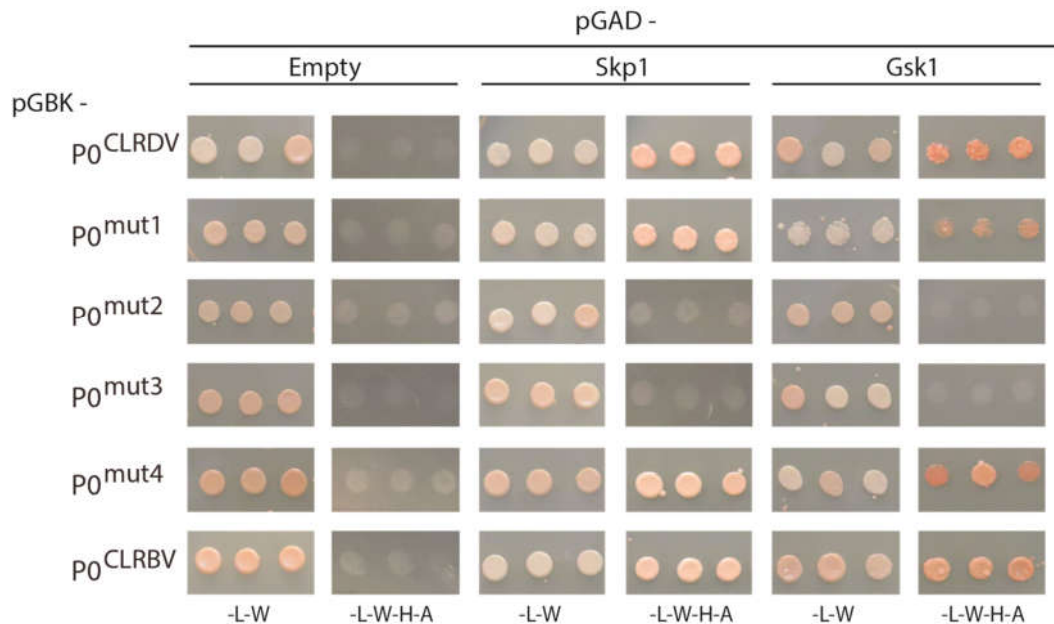 pGAD -
Empty Skp1 Gsk1
pGBK -
P0CLRDV
P0mut1
P0mut2
P0mut3
P0mut4
P0CLRBV
-L-W -L-W-H-A -L-W -L-W-H-A -L-W -L-W-H-A